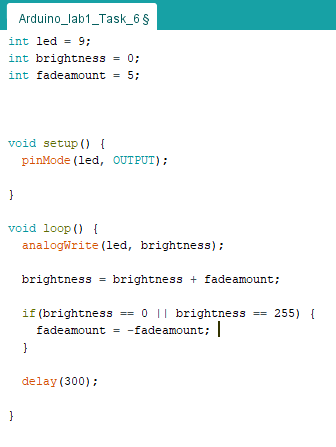 Arduino_lab1_Task_6 §
int led = 9;
int brightness = 0;
int fadeamount = 5;
void setup() {
pinMode(led, OUTPUT);
}
void loop() {
analogWrite(led, brightness);
brightness = brightness + fadeamount;
if(brightness == 0 || brightness == 255) {
fadeamount = -fadeamount;
}
delay(300);
}